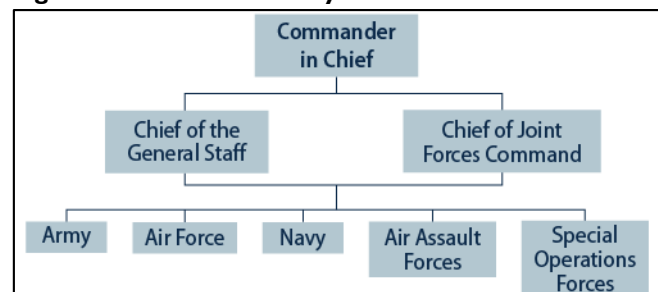 Commander
in Chief
Chief of the
General Staff
Chief of Joint
Forces Command
Army
Air Force
Navy
Air Assault
Forces
Special
Operations
Forces